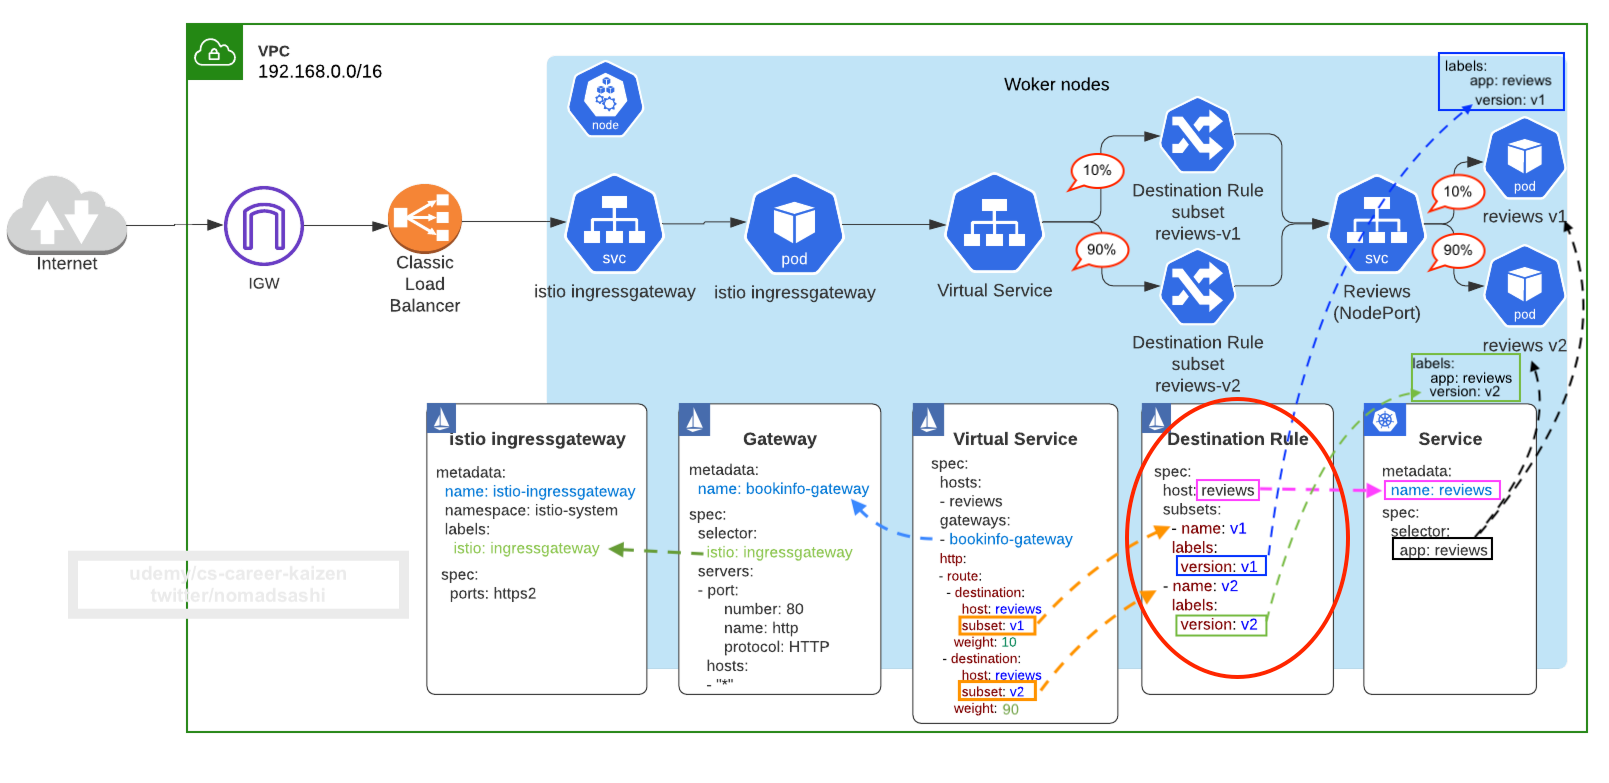 VPC
192.168.0.0/16
Woker nodes
node
labels:
app: reviews
version: v1
Internet
IGW
Classic
Load
Balancer
svc
istio ingressgateway
pod
istio ingressgateway
Virtual Service
10%
90%
Destination Rule
subset
reviews-v1
Destination Rule
subset
reviews-v2
svc
Reviews
(NodePort)
10%
90%
pod
reviews v1
pod
reviews v2
labels:
app: reviews
version: v2
udemy/cs-career-kaizen
twitter/nomadsashi
istio ingressgateway
metadata:
name: istio-ingressgateway
namespace: istio-system
labels:
istio: ingressgateway
spec:
ports: https2
Gateway
metadata:
name: bookinfo-gateway
spec:
selector:
istio: ingressgateway
servers:
- port:
number: 80
name: http
protocol: HTTP
hosts:
- "*"
Virtual Service
spec:
hosts:
- reviews
gateways:
- bookinfo-gateway
http:
- route:
- destination:
host: reviews
subset: v1
weight: 10
- destination:
host: reviews
subset: v2
weight: 90
Destination Rule
spec:
host: reviews
subsets:
- name: v1
labels:
version: v1
- name: v2
labels:
version: v2
Service
metadata:
name: reviews
spec:
selector:
app: reviews